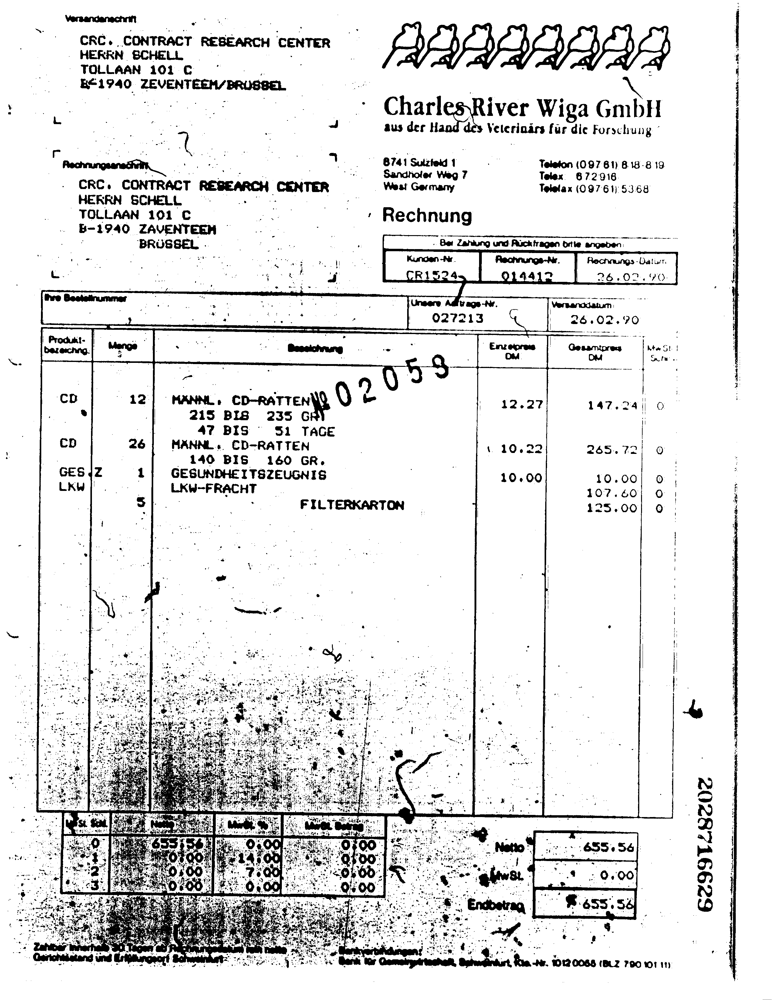 Versandanschrift
CRC. CONTRACT RESEARCH CENTER
HERRN SCHELL
TOLLAAN 101 C
B-1940 ZEVENTEEM/BRÜSSEL
Charles River Wiga GmbH
aus der Hand des Veterinärs für die Forschung
Rechnungsanschrift
CRC. CONTRACT RESEARCH CENTER
HERRN SCHELL
TOLLAAN 101 C
B-1940 ZAVENTEEM
BRÜSSEL
8741 Sulzfeld 1
Sandhofer Weg 7
West Germany
Telefon (09761) 818-819
Telex 672916
Telefax (09761) 5368
Rechnung
Bei Zahlung und Rückfragen bitte angeben:
Kunden-Nr. Rechnungs-Nr. Rechnungs-Datum
CR1524 014412 26.02.90
Ihre Bestellnummer Unsere Auftrags-Nr. Versanddatum
027213 26.02.90
Produkt-bezeichng. Menge Bezeichnung Einzelpreis DM Gesamtpreis DM MwSt.
№ 02059
CD 12 MÄNNL. CD-RATTEN 12.27 147.24 0
215 BIS 235 GR
47 BIS 51 TAGE
CD 26 MÄNNL. CD-RATTEN 10.22 265.72 0
140 BIS 160 GR.
GES.Z 1 GESUNDHEITSZEUGNIS 10.00 10.00 0
LKW LKW-FRACHT 107.60 0
5 FILTERKARTON 125.00 0
MwSt. Schl. Netto MwSt. % MwSt. Betrag
0 655.56 0.00 0.00
1 0.00 14.00 0.00
2 0.00 7.00 0.00
3 0.00 0.00 0.00
Netto 655.56
MwSt. 0.00
Endbetrag 655.56
Zahlbar innerhalb 30 Tagen ab Rechnungsdatum rein netto
Gerichtsstand und Erfüllungsort Schweinfurt
Bankverbindungen:
Bank für Gemeinwirtschaft, Schweinfurt, Kto.-Nr. 10120088 (BLZ 790 101 11)
2028716629